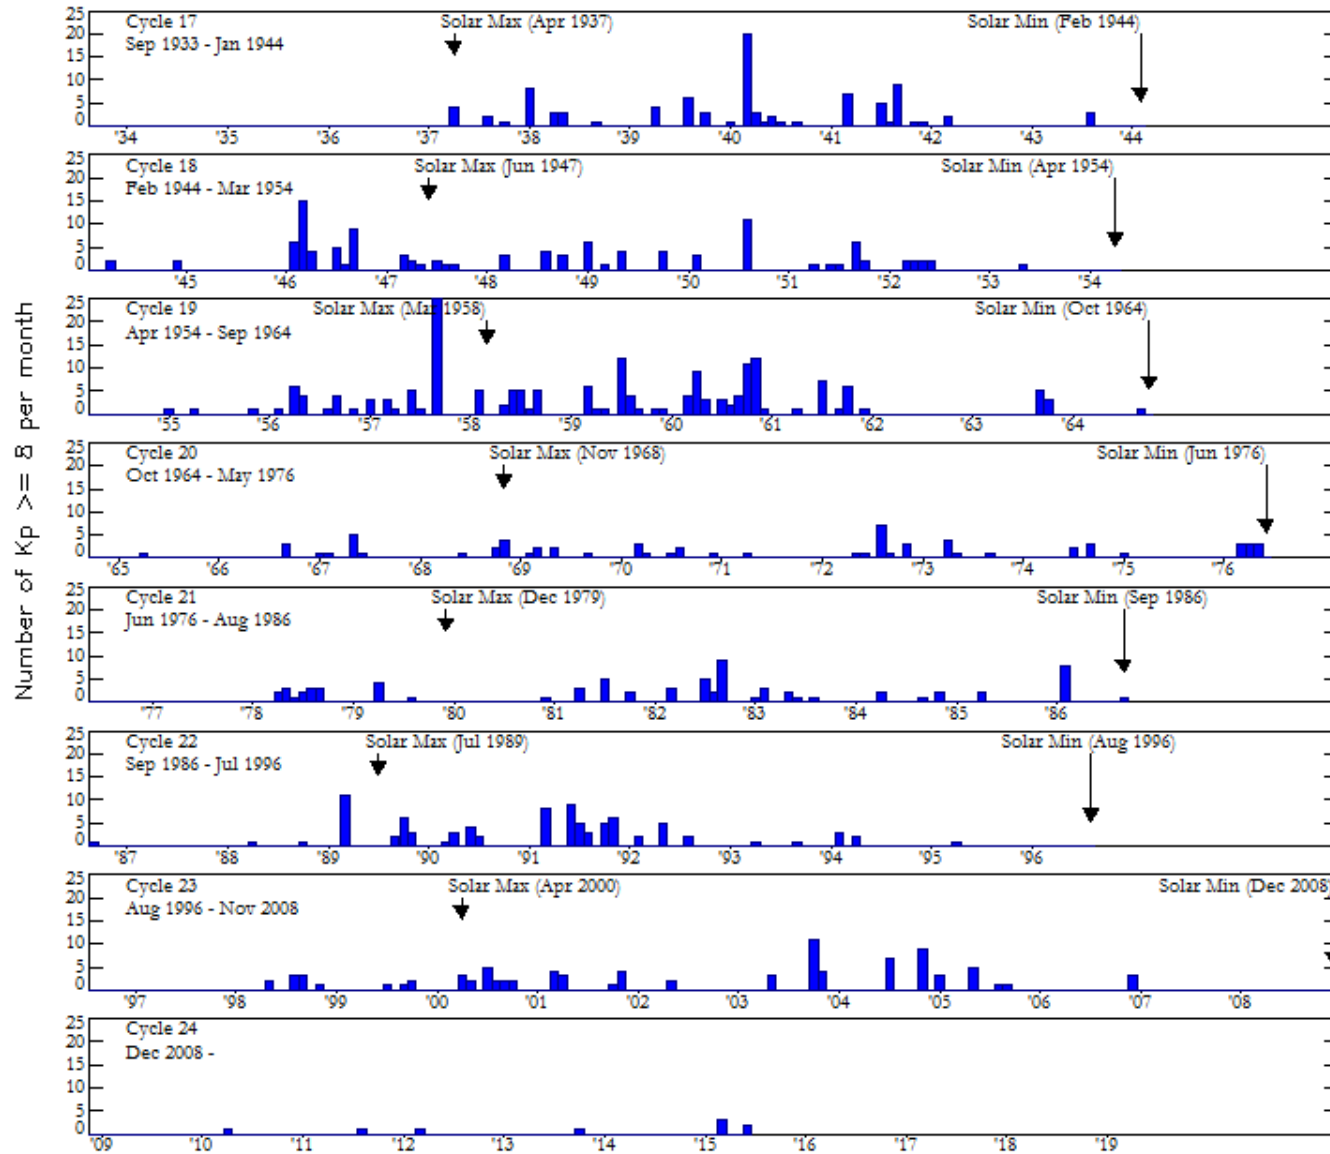 Number of Kp >= 8 per month
Cycle 17 Solar Max (Apr 1937) Solar Min (Feb 1944)
Sep 1933 - Jan 1944
25
20
15
10
5
0
'34 '35 '36 '37 '38 '39 '40 '41 '42 '43 '44
Cycle 18 Solar Max (Jun 1947) Solar Min (Apr 1954)
Feb 1944 - Mar 1954
25
20
15
10
5
0
'45 '46 '47 '48 '49 '50 '51 '52 '53 '54
Cycle 19 Solar Max (Mar 1958) Solar Min (Oct 1964)
Apr 1954 - Sep 1964
25
20
15
10
5
0
'55 '56 '57 '58 '59 '60 '61 '62 '63 '64
Cycle 20 Solar Max (Nov 1968) Solar Min (Jun 1976)
Oct 1964 - May 1976
25
20
15
10
5
0
'65 '66 '67 '68 '69 '70 '71 '72 '73 '74 '75 '76
Cycle 21 Solar Max (Dec 1979) Solar Min (Sep 1986)
Jun 1976 - Aug 1986
25
20
15
10
5
0
'77 '78 '79 '80 '81 '82 '83 '84 '85 '86
Cycle 22 Solar Max (Jul 1989) Solar Min (Aug 1996)
Sep 1986 - Jul 1996
25
20
15
10
5
0
'87 '88 '89 '90 '91 '92 '93 '94 '95 '96
Cycle 23 Solar Max (Apr 2000) Solar Min (Dec 2008)
Aug 1996 - Nov 2008
25
20
15
10
5
0
'97 '98 '99 '00 '01 '02 '03 '04 '05 '06 '07 '08
Cycle 24
Dec 2008 -
25
20
15
10
5
0
'09 '10 '11 '12 '13 '14 '15 '16 '17 '18 '19